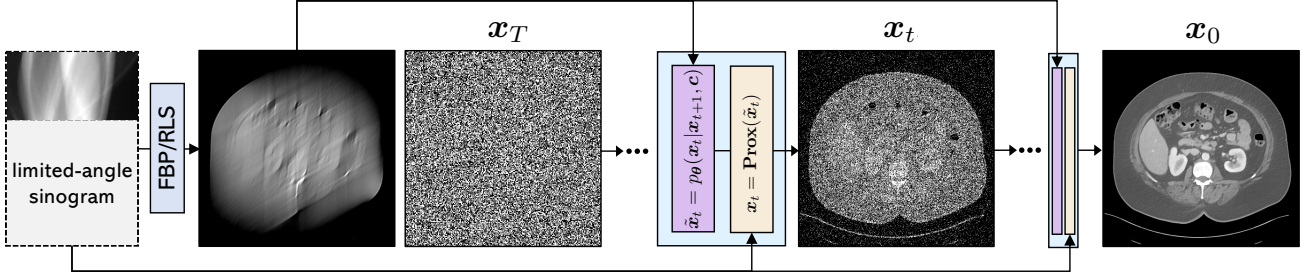 limited-angle
sinogram
FBP/RLS
𝒙_T
x̃_t = p_θ(x_t|x_{t+1}, c)
x_t = Prox(x̃_t)
𝒙_t
𝒙_0